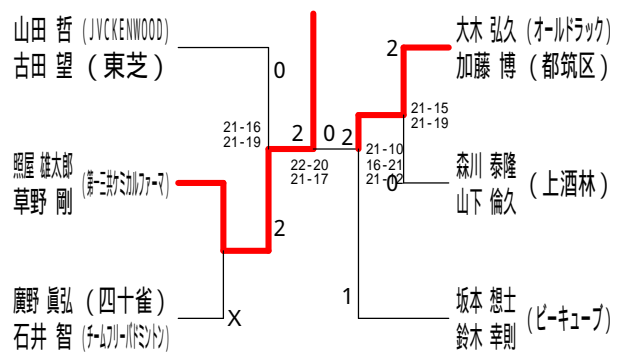 山田 哲 (JVCKENWOOD)
古田 望 (東芝)
0
21-16
21-19
照屋 雄太郎
草野 剛
(第一三共ケミカルファーマ)
2
廣野 眞弘 (四十雀)
石井 智 (チームフリーバドミントン)
X
2 0
22-20
21-17
2
大木 弘久 (オールドラック)
加藤 博 (都筑区)
2
21-15
21-19
21-10
16-21
21-12
0
森川 泰隆
山下 倫久
(上酒林)
1
坂本 想士
鈴木 幸則
(ビーキューブ)